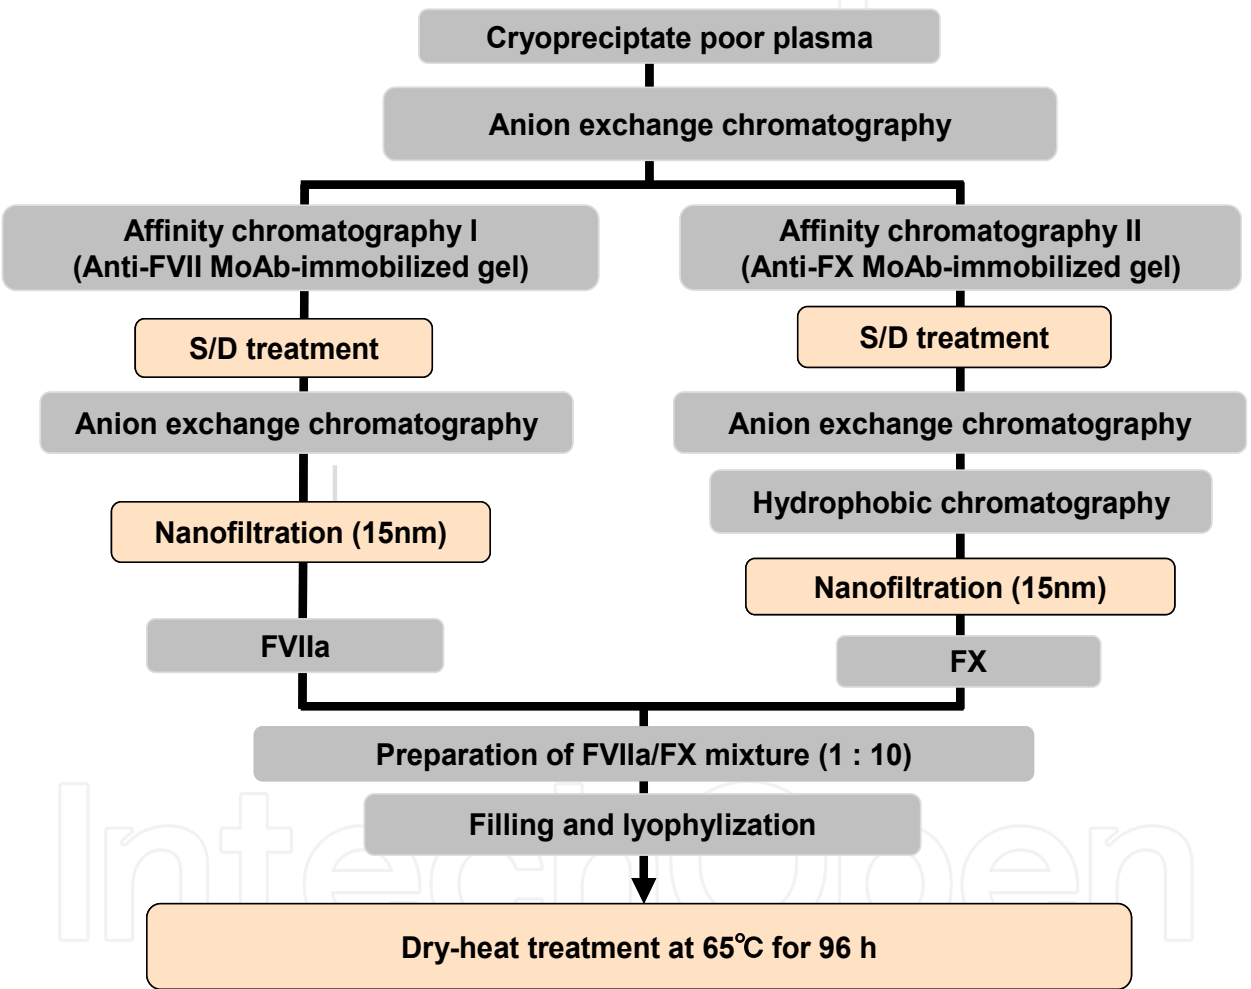 Cryopreciptate poor plasma
Anion exchange chromatography
Affinity chromatography I
(Anti-FVII MoAb-immobilized gel)
Affinity chromatography II
(Anti-FX MoAb-immobilized gel)
S/D treatment
S/D treatment
Anion exchange chromatography
Anion exchange chromatography
Hydrophobic chromatography
Nanofiltration (15nm)
Nanofiltration (15nm)
FVIIa
FX
Preparation of FVIIa/FX mixture (1 : 10)
Filling and lyophylization
Dry-heat treatment at 65℃ for 96 h
IntechOpen